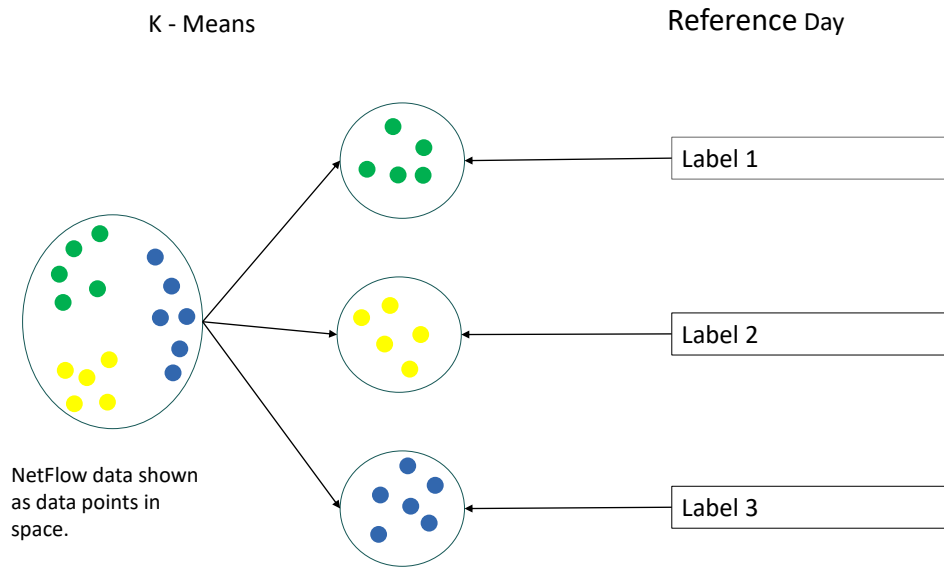 K - Means
Reference Day
Label 1
Label 2
Label 3
NetFlow data shown
as data points in
space.